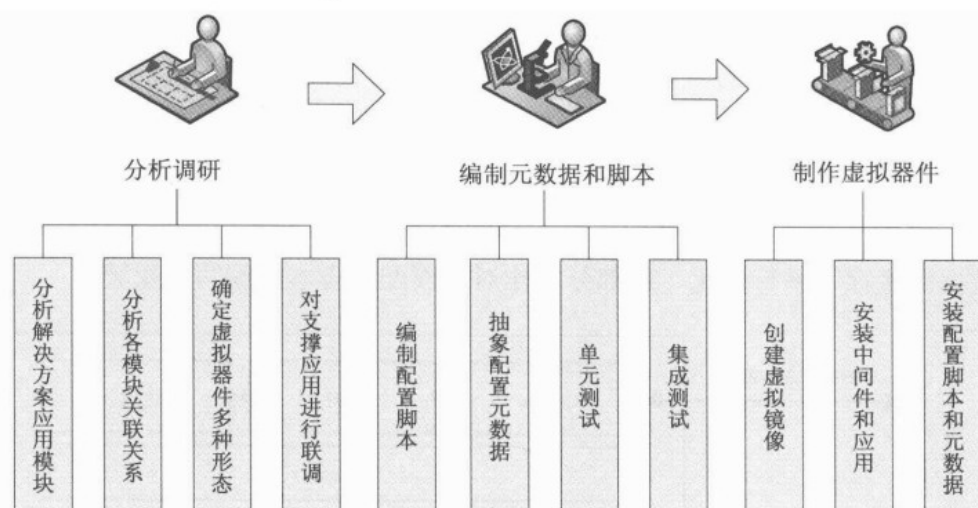 分析调研
编制元数据和脚本
制作虚拟器件
分析解决方案应用模块
分析各模块关联关系
确定虚拟器件多种形态
对支撑应用进行联调
编制配置脚本
抽象配置元数据
单元测试
集成测试
创建虚拟镜像
安装中间件和应用
安装配置脚本和元数据